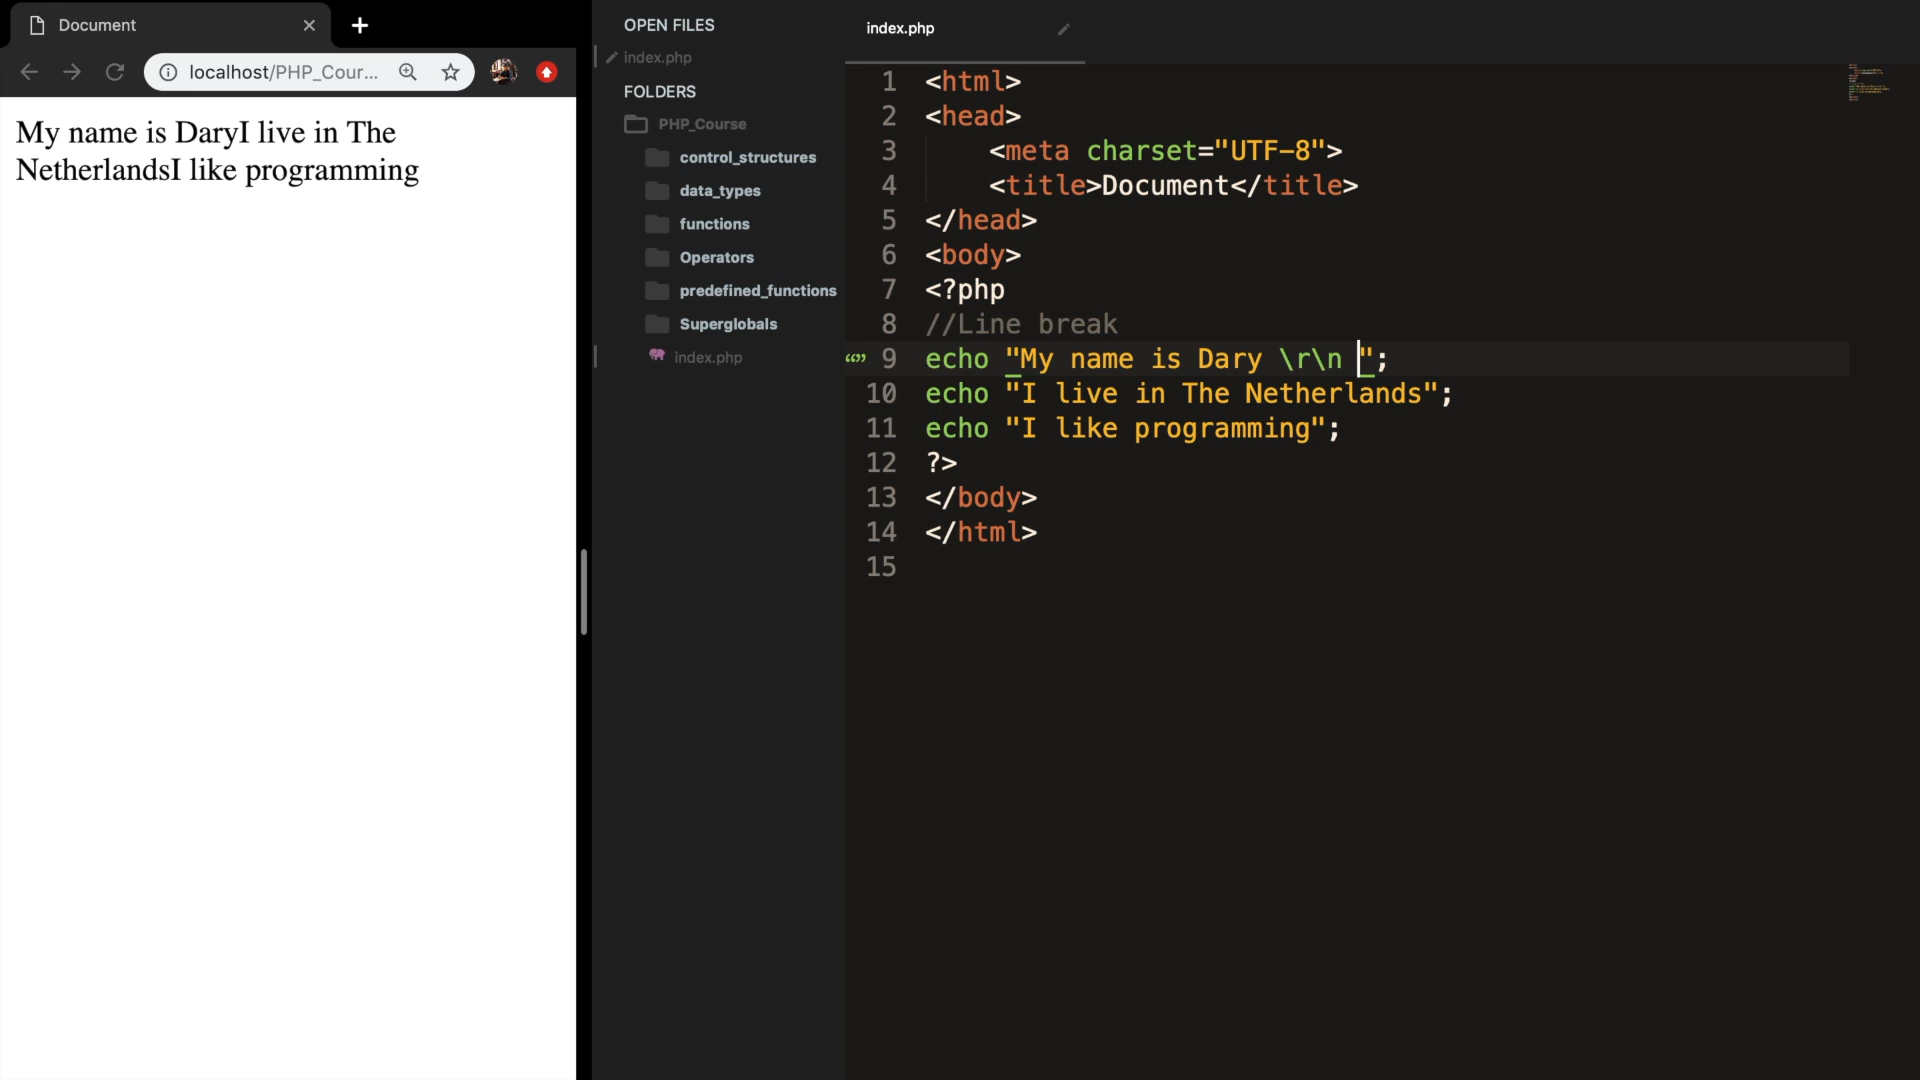 Document
localhost/PHP_Cour...
My name is DaryI live in The
NetherlandsI like programming
OPEN FILES
index.php
FOLDERS
PHP_Course
control_structures
data_types
functions
Operators
predefined_functions
Superglobals
index.php
index.php
1 <html>
2 <head>
3 <meta charset="UTF-8">
4 <title>Document</title>
5 </head>
6 <body>
7 <?php
8 //Line break
9 echo "My name is Dary \r\n ";
10 echo "I live in The Netherlands";
11 echo "I like programming";
12 ?>
13 </body>
14 </html>
15